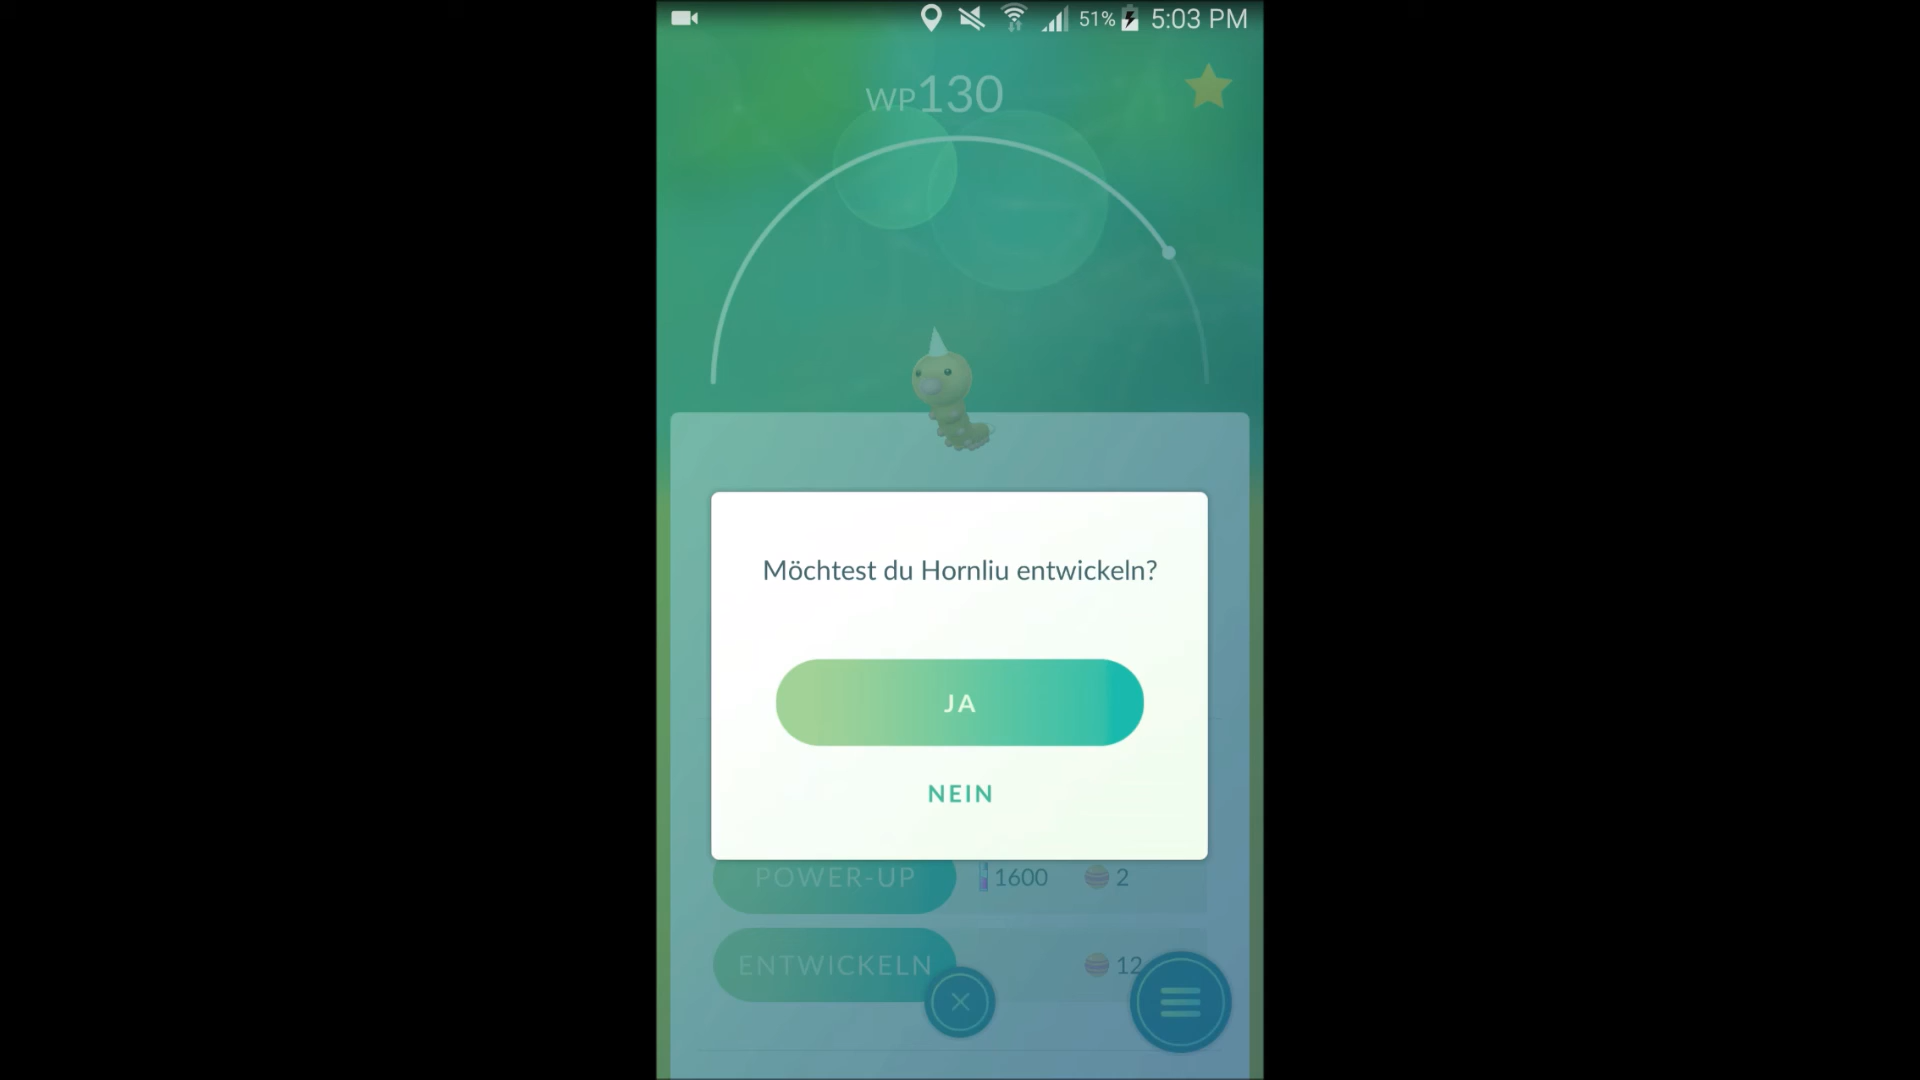 51% 5:03 PM
WP130
Möchtest du Hornliu entwickeln?
JA
NEIN
POWER-UP 1600 2
ENTWICKELN 12